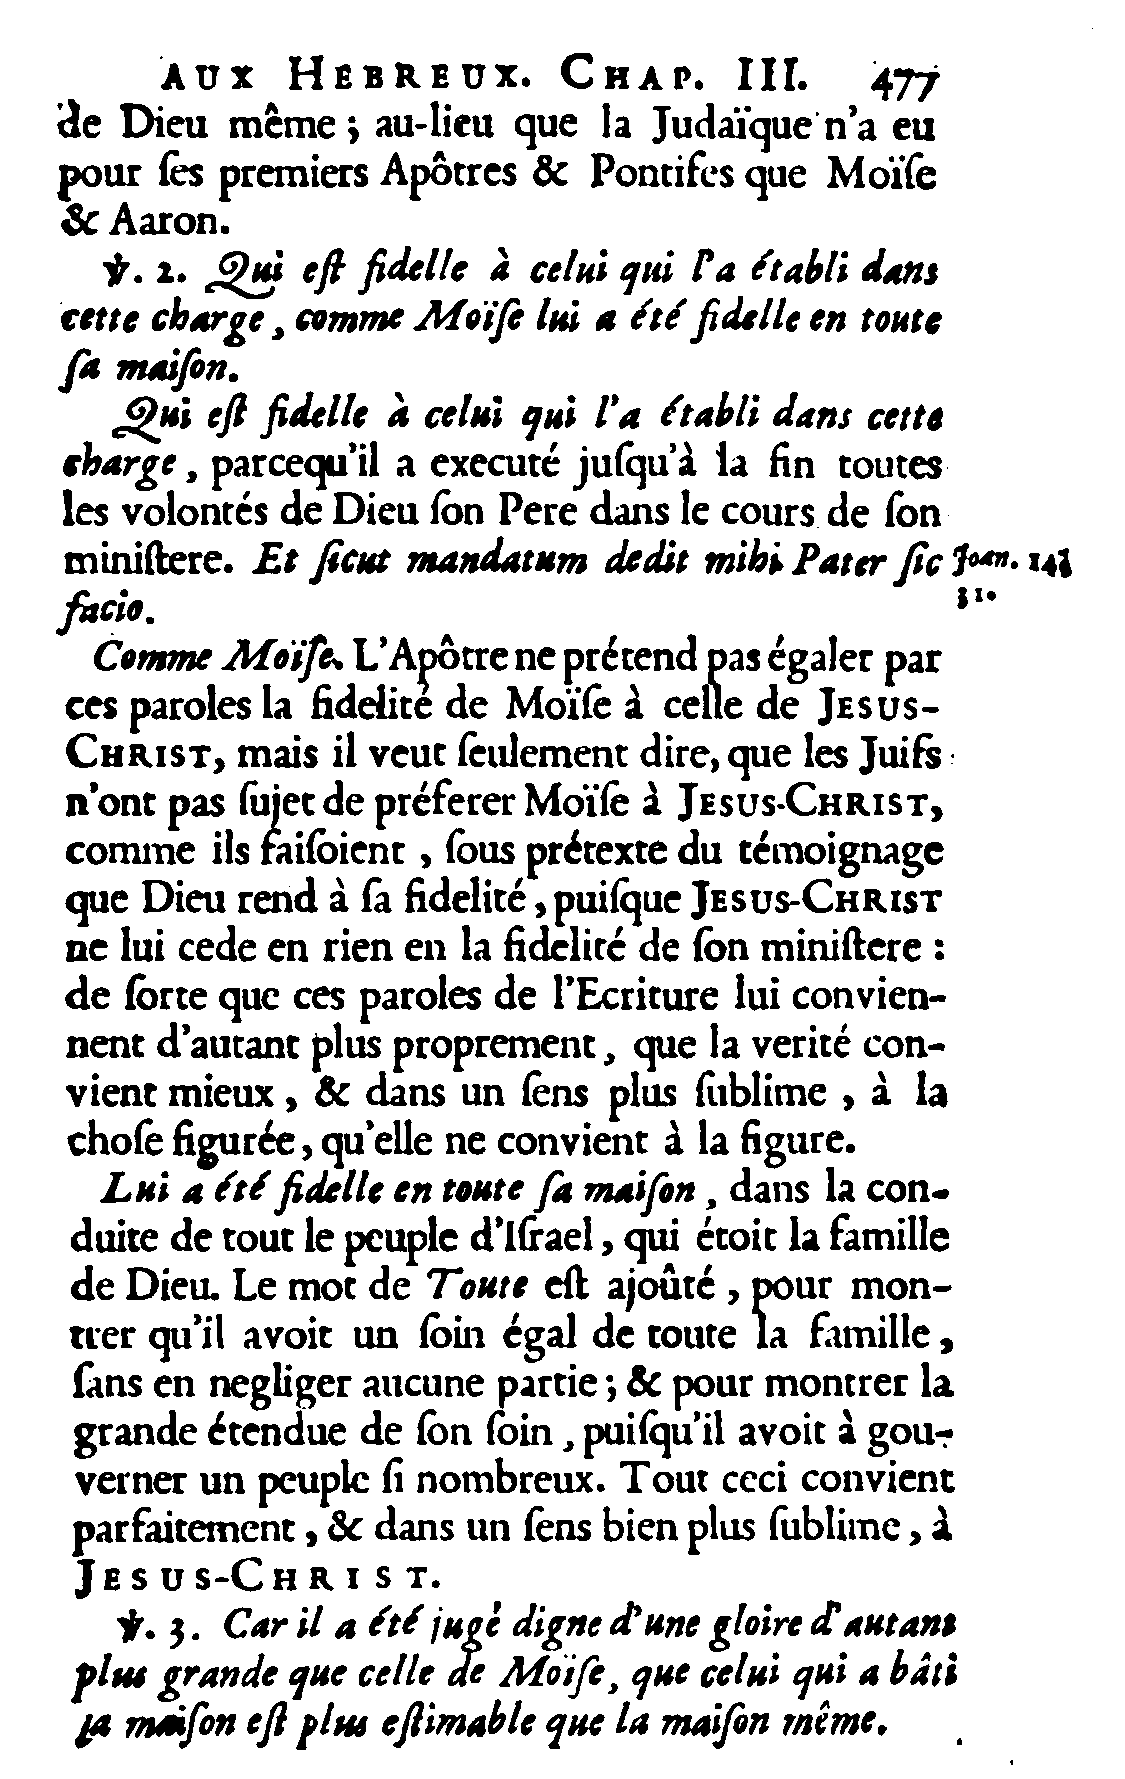 AUX HEBREUX. CHAP. III. 477
de Dieu même ; au-lieu que la Judaïque n'a eu
pour ſes premiers Apôtres & Pontifes que Moïſe
& Aaron.
℣. 2. Qui eſt fidelle à celui qui l'a établi dans
cette charge, comme Moïſe lui a été fidelle en toute
ſa maiſon.
Qui eſt fidelle à celui qui l'a établi dans cette
charge, parcequ'il a executé juſqu'à la fin toutes
les volontés de Dieu ſon Pere dans le cours de ſon
miniſtere. Et ſicut mandatum dedit mihi Pater ſic
facio.
Joan. 14
31.
Comme Moïſe. L'Apôtre ne prétend pas égaler par
ces paroles la fidelité de Moïſe à celle de JESUS-
CHRIST, mais il veut ſeulement dire, que les Juifs
n'ont pas ſujet de préferer Moïſe à JESUS-CHRIST,
comme ils faiſoient, ſous prétexte du témoignage
que Dieu rend à ſa fidelité, puiſque JESUS-CHRIST
ne lui cede en rien en la fidelité de ſon miniſtere :
de ſorte que ces paroles de l'Ecriture lui convien-
nent d'autant plus proprement, que la verité con-
vient mieux, & dans un ſens plus ſublime, à la
choſe figurée, qu'elle ne convient à la figure.
Lui a été fidelle en toute ſa maiſon, dans la con-
duite de tout le peuple d'Iſrael, qui étoit la famille
de Dieu. Le mot de Toute eſt ajoûté, pour mon-
trer qu'il avoit un ſoin égal de toute la famille,
ſans en negliger aucune partie ; & pour montrer la
grande étendue de ſon ſoin, puiſqu'il avoit à gou-
verner un peuple ſi nombreux. Tout ceci convient
parfaitement, & dans un ſens bien plus ſublime, à
JESUS-CHRIST.
℣. 3. Car il a été jugé digne d'une gloire d'autant
plus grande que celle de Moïſe, que celui qui a bâti
la maiſon eſt plus eſtimable que la maiſon même.